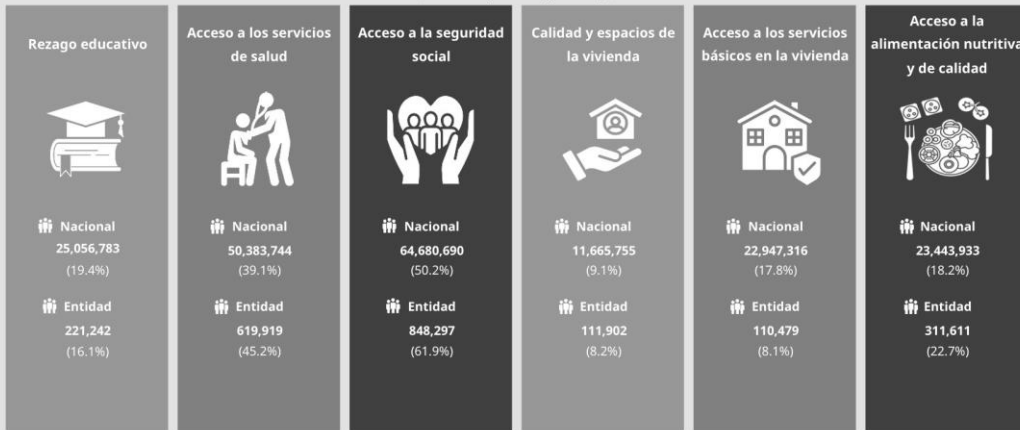 Rezago educativo
Nacional
25,056,783
(19.4%)
Entidad
221,242
(16.1%)
Acceso a los servicios
de salud
Nacional
50,383,744
(39.1%)
Entidad
619,919
(45.2%)
Acceso a la seguridad
social
Nacional
64,680,690
(50.2%)
Entidad
848,297
(61.9%)
Calidad y espacios de
la vivienda
Nacional
11,665,755
(9.1%)
Entidad
111,902
(8.2%)
Acceso a los servicios
básicos en la vivienda
Nacional
22,947,316
(17.8%)
Entidad
110,479
(8.1%)
Acceso a la
alimentación nutritiva
y de calidad
Nacional
23,443,933
(18.2%)
Entidad
311,611
(22.7%)